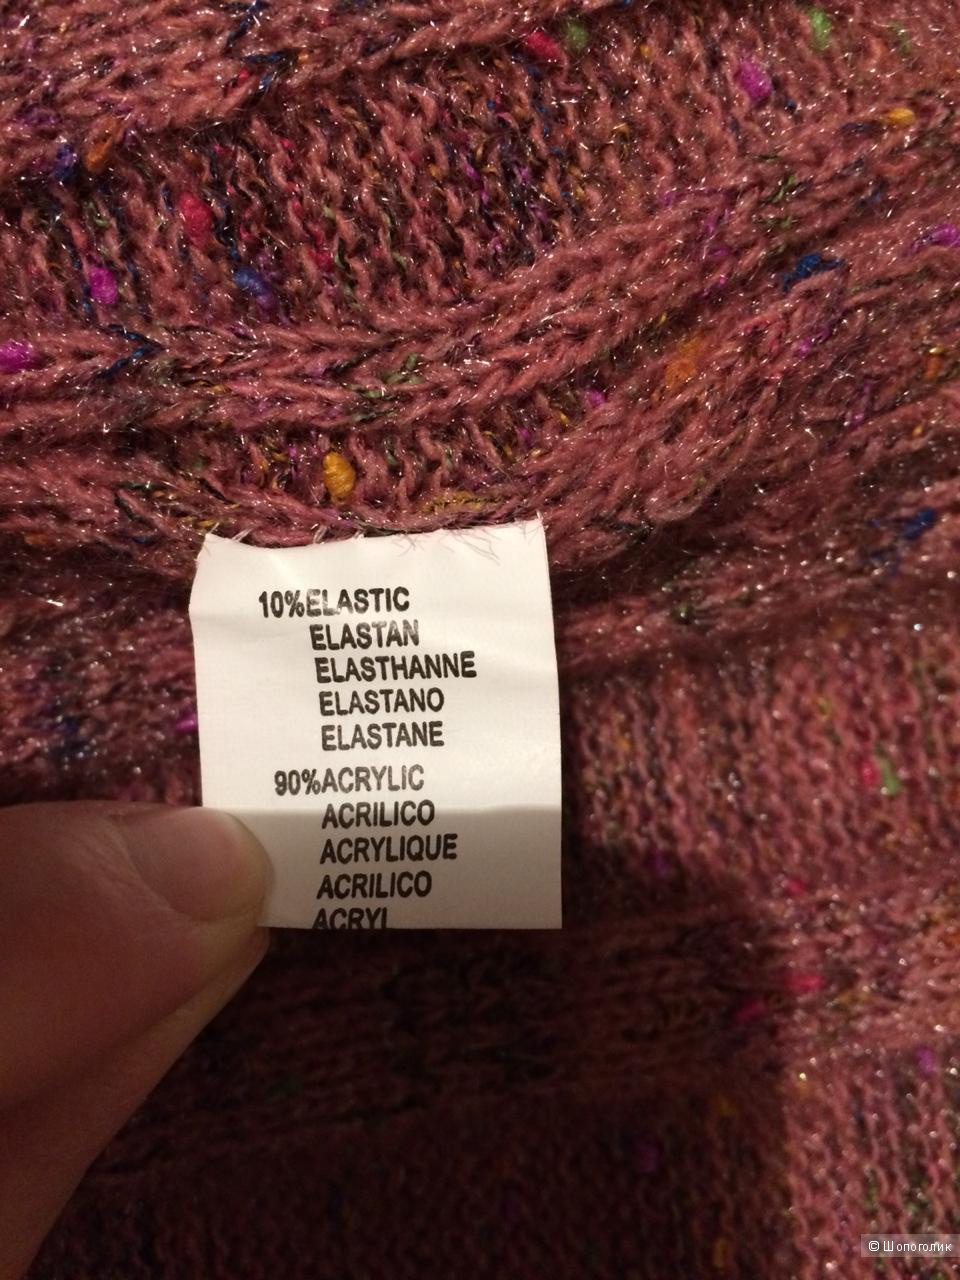 10%ELASTIC
ELASTAN
ELASTHANNE
ELASTANO
ELASTANE
90%ACRYLIC
ACRILICO
ACRYLIQUE
ACRILICO
ACRYL
© Шопоголик